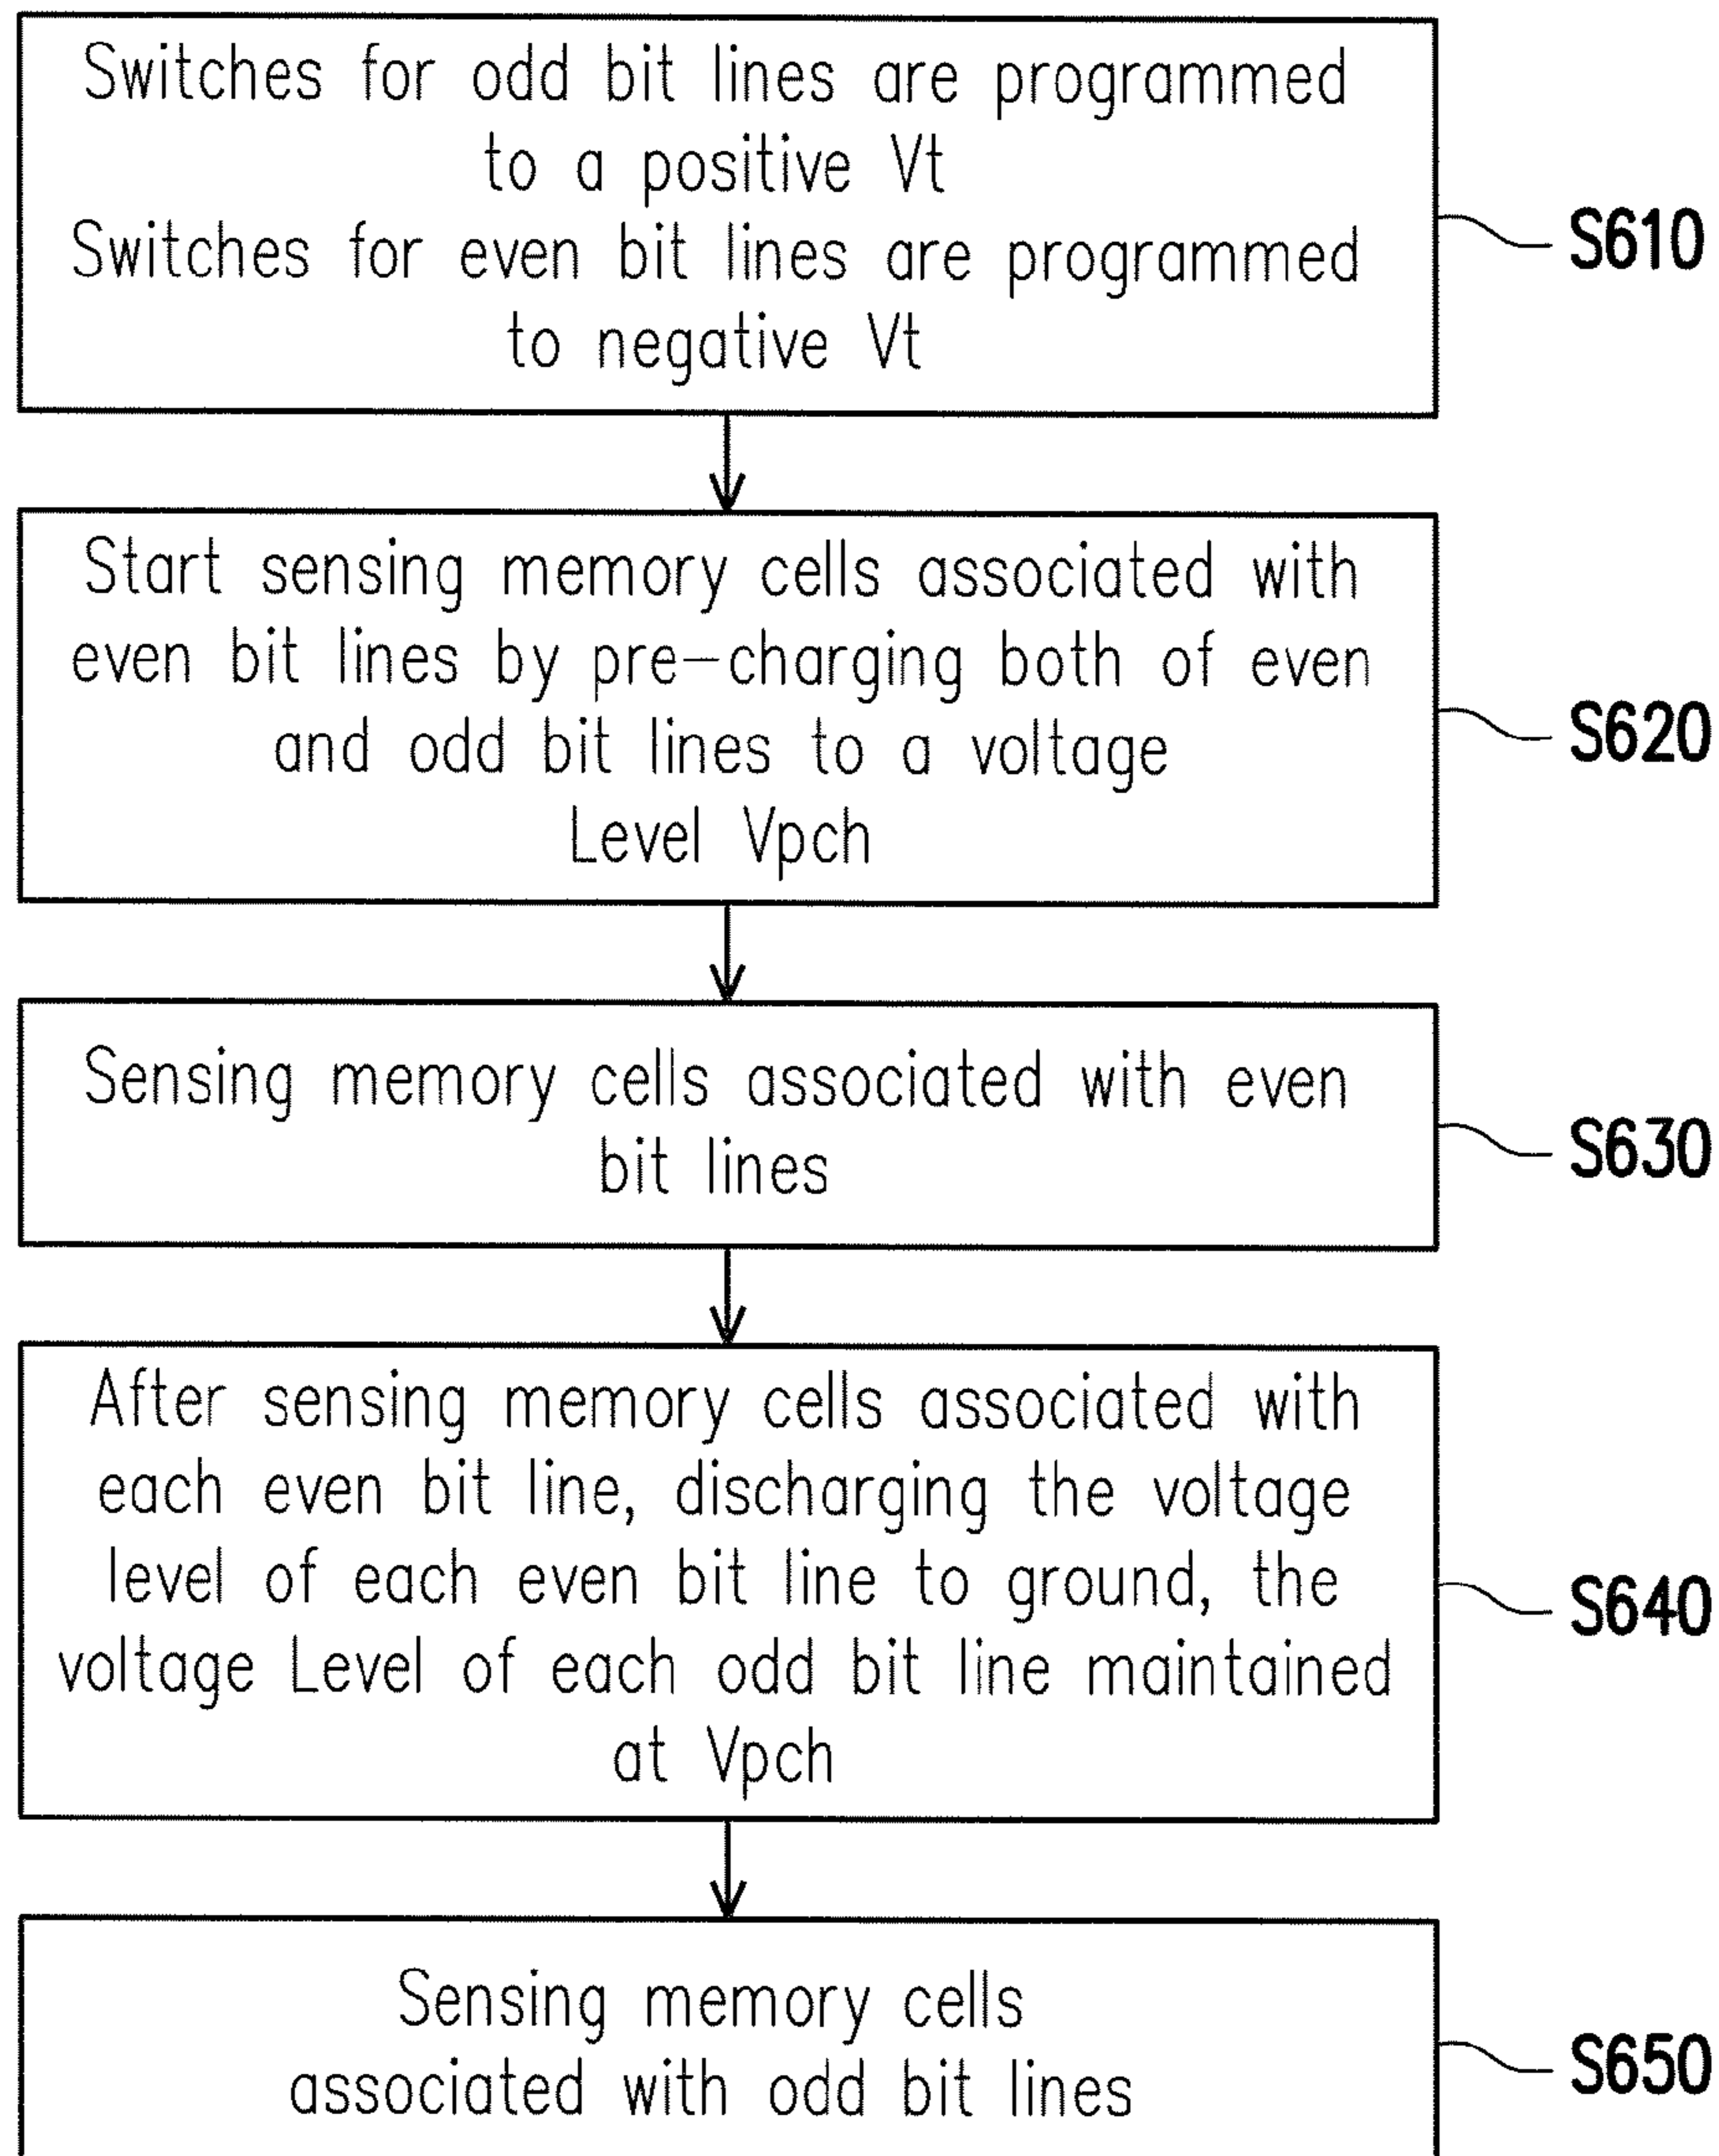 Switches for odd bit lines are programmed
to a positive Vt
Switches for even bit lines are programmed
to negative Vt
S610
Start sensing memory cells associated with
even bit lines by pre-charging both of even
and odd bit lines to a voltage
Level Vpch
S620
Sensing memory cells associated with even
bit lines
S630
After sensing memory cells associated with
each even bit line, discharging the voltage
level of each even bit line to ground, the
voltage Level of each odd bit line maintained
at Vpch
S640
Sensing memory cells
associated with odd bit lines
S650